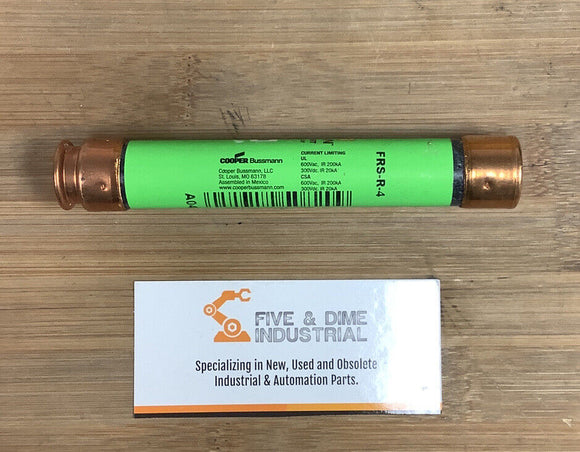 COOPER Bussmann
Cooper Bussmann, LLC
St. Louis, MO 63178
Assembled in Mexico
www.cooperbussmann.com
CURRENT LIMITING
UL
600Vac, IR 200kA
300Vdc, IR 20kA
CSA
600Vac, IR 200kA
300Vdc, IR 20kA
FRS-R-4
A04
FIVE & DIME
INDUSTRIAL
Specializing in New, Used and Obsolete
Industrial & Automation Parts.